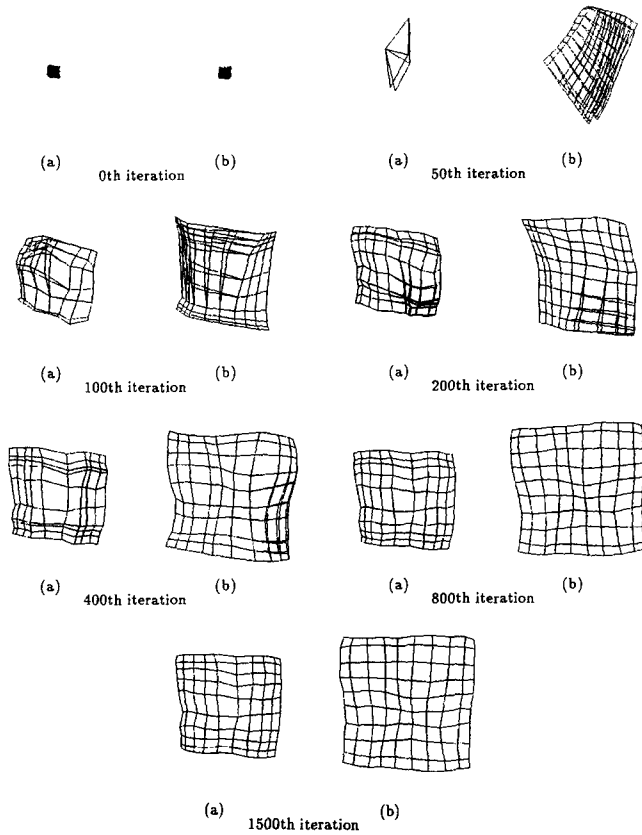 (a) (b) (a) (b)
0th iteration 50th iteration
(a) (b) (a) (b)
100th iteration 200th iteration
(a) (b) (a) (b)
400th iteration 800th iteration
(a) (b)
1500th iteration